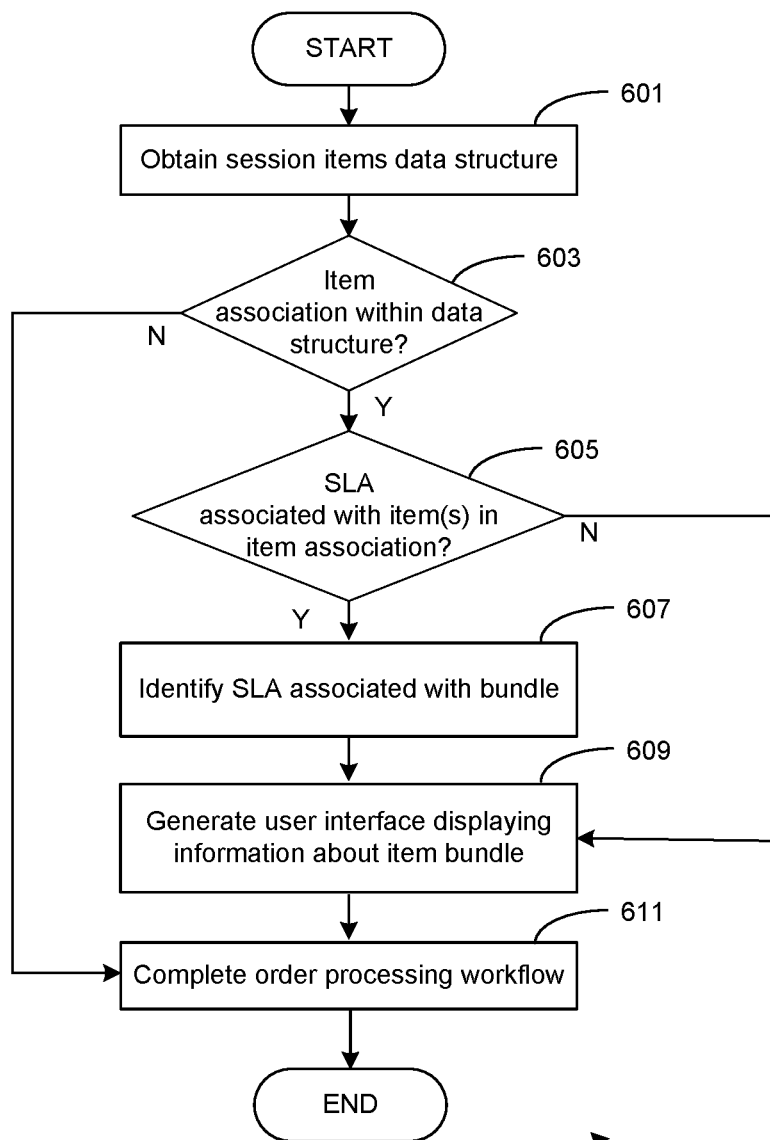 START
601
Obtain session items data structure
603
Item
association within data
structure?
N
Y
605
SLA
associated with item(s) in
item association?
N
Y
607
Identify SLA associated with bundle
609
Generate user interface displaying
information about item bundle
611
Complete order processing workflow
END